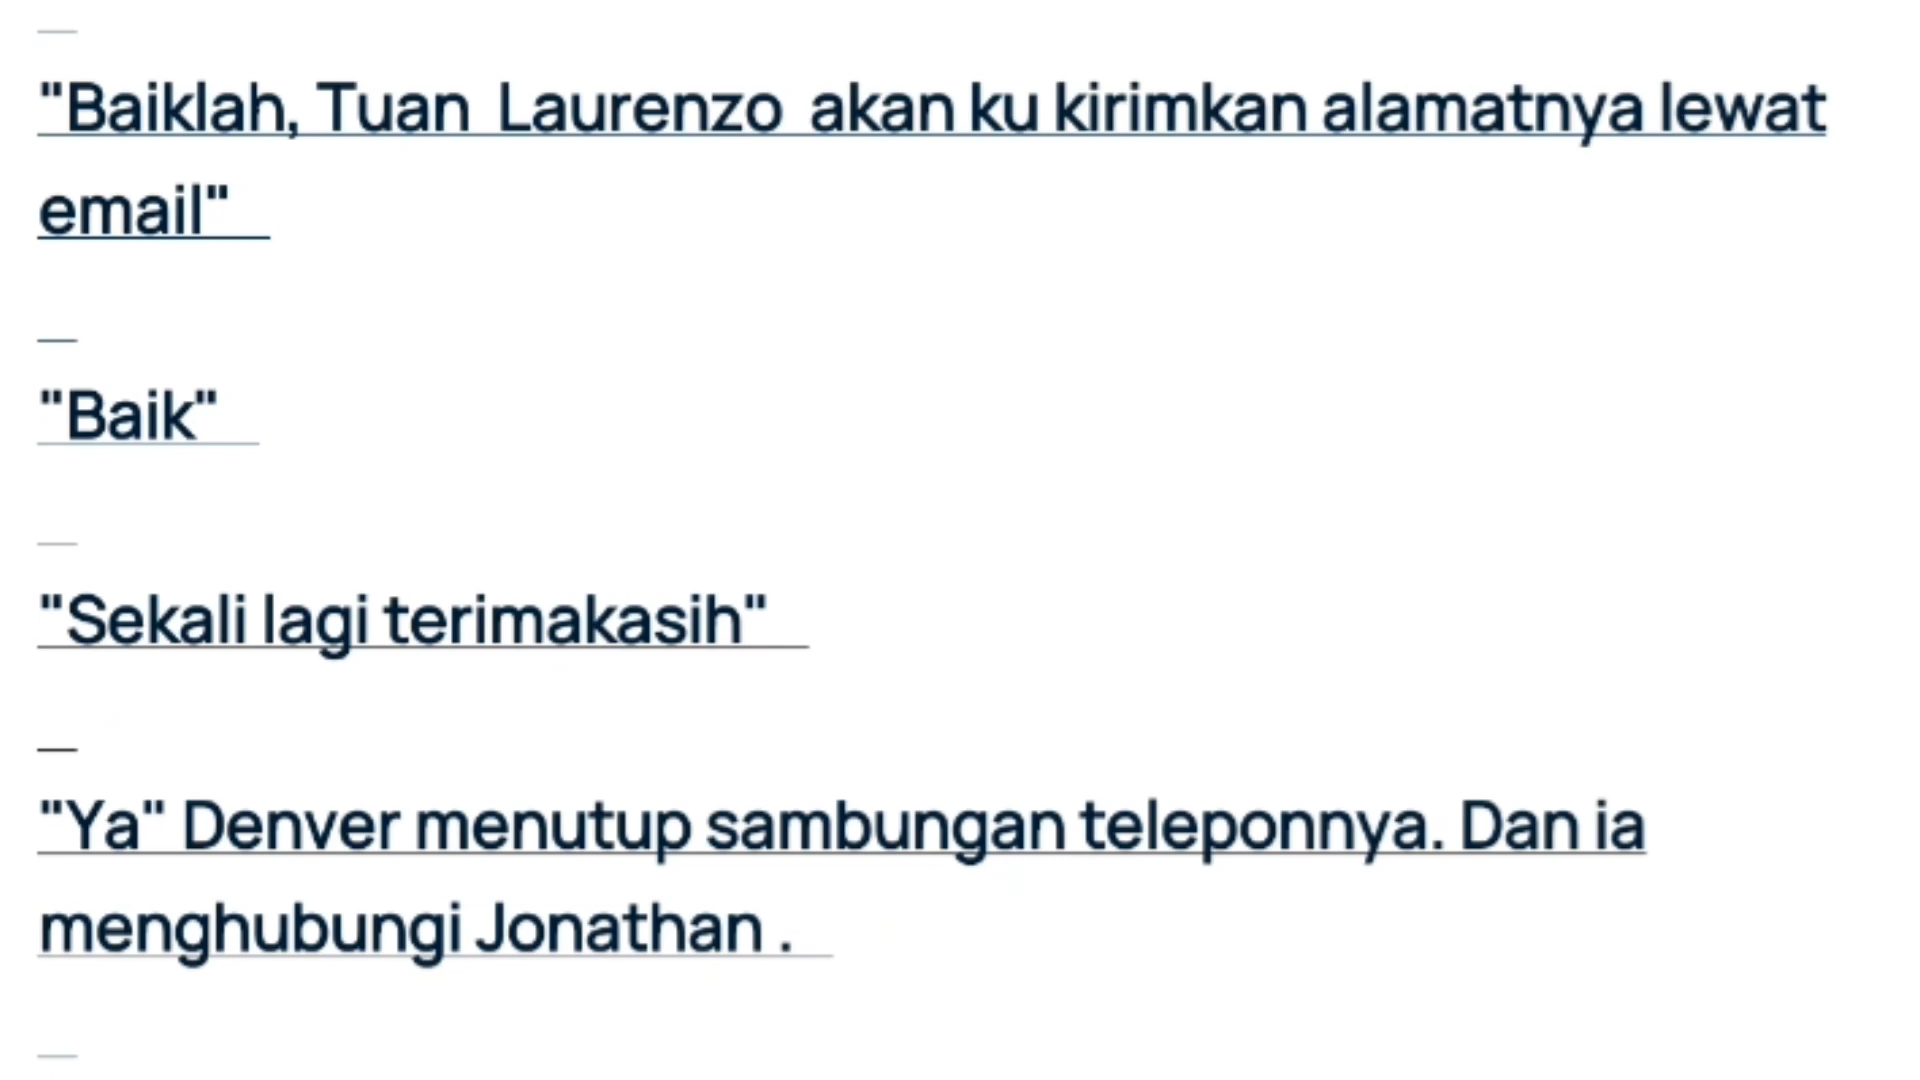 "Baiklah, Tuan  Laurenzo  akan ku kirimkan alamatnya lewat
email"
"Baik"
"Sekali lagi terimakasih"
"Ya" Denver menutup sambungan teleponnya. Dan ia
menghubungi Jonathan .